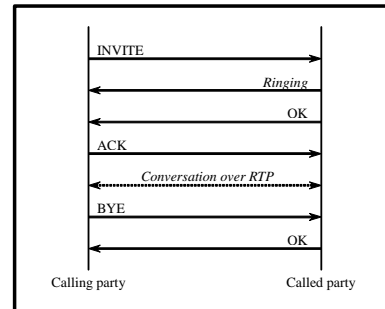 INVITE
Ringing
OK
ACK
Conversation over RTP
BYE
OK
Calling party
Called party